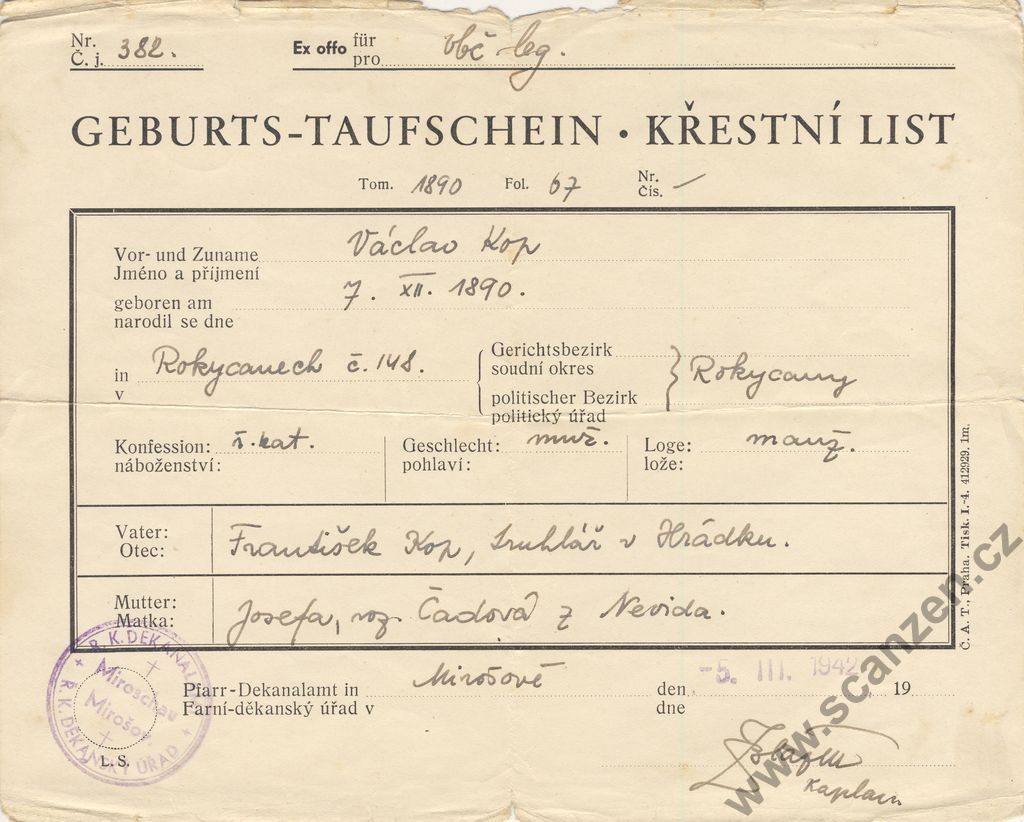 Nr.
Č. j. 382.
Ex offo für
pro vbč leg.
GEBURTS-TAUFSCHEIN • KŘESTNÍ LIST
Tom. 1890 Fol. 67 Nr.
Čis. —
Vor- und Zuname Václav Kop
Jméno a příjmení
geboren am 7. XII. 1890.
narodil se dne
in Rokycanech č. 148.
v
Gerichtsbezirk
soudní okres
politischer Bezirk
politický úřad
Rokycany
Konfession: ř. kat.
náboženství:
Geschlecht: muž.
pohlaví:
Loge: manž.
lože:
Vater:
Otec:
František Kop, truhlář v Hrádku.
Mutter:
Matka:
Josefa, roz. Čadová z Nevida.
Pfarr-Dekanalamt in Mirošově
Farní-děkanský úřad v
den -5. III. 1942 19
dne
R. K. DEKANALAMT
Miroschau
Mirošov
R. K. DĚKANSKÝ ÚŘAD
L. S.
kaplan
Č. A. T., Praha. Tisk. I.-4. 412929. 1m.
www.scanzen.cz